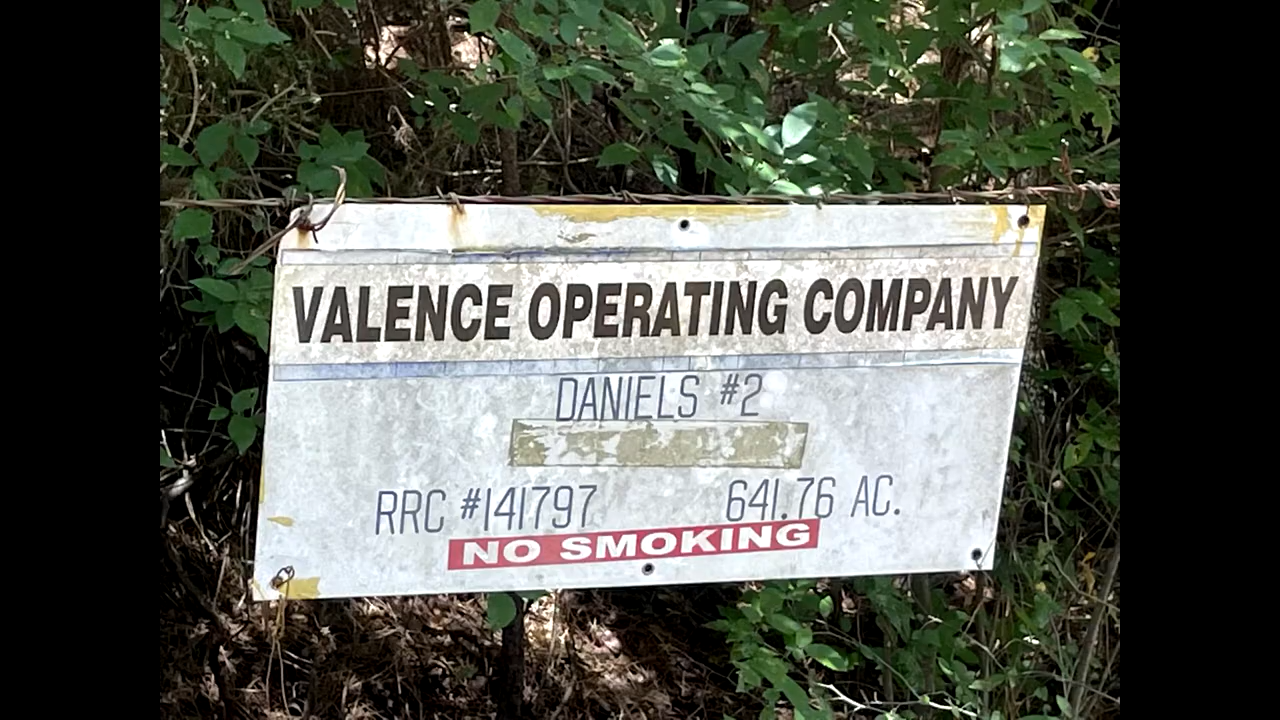 VALENCE OPERATING COMPANY
DANIELS #2
RRC #141797 641.76 AC.
NO SMOKING